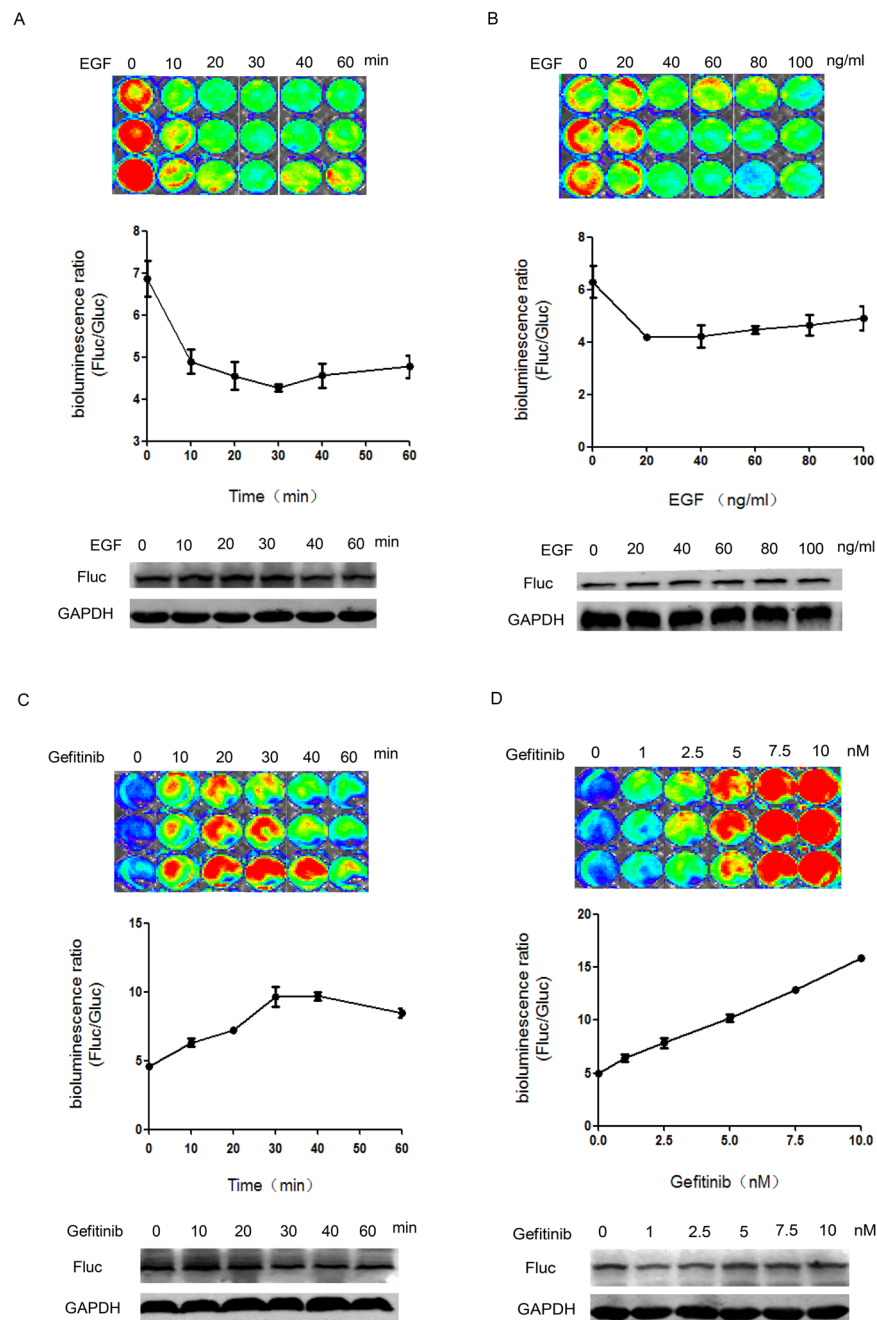 A
EGF 0 10 20 30 40 60 min
bioluminescence ratio
(Fluc/Gluc)
8
7
6
5
4
3
0 10 20 30 40 50 60
Time（min）
EGF 0 10 20 30 40 60 min
Fluc
GAPDH
B
EGF 0 20 40 60 80 100 ng/ml
bioluminescence ratio
(Fluc/Gluc)
8
6
4
2
0
0 20 40 60 80 100
EGF （ng/ml）
EGF 0 20 40 60 80 100 ng/ml
Fluc
GAPDH
C
Gefitinib 0 10 20 30 40 60 min
bioluminescence ratio
(Fluc/Gluc)
15
10
5
0
0 10 20 30 40 50 60
Time（min）
Gefitinib 0 10 20 30 40 60 min
Fluc
GAPDH
D
Gefitinib 0 1 2.5 5 7.5 10 nM
bioluminescence ratio
(Fluc/Gluc)
20
15
10
5
0
0.0 2.5 5.0 7.5 10.0
Gefitinib（nM）
Gefitinib 0 1 2.5 5 7.5 10 nM
Fluc
GAPDH